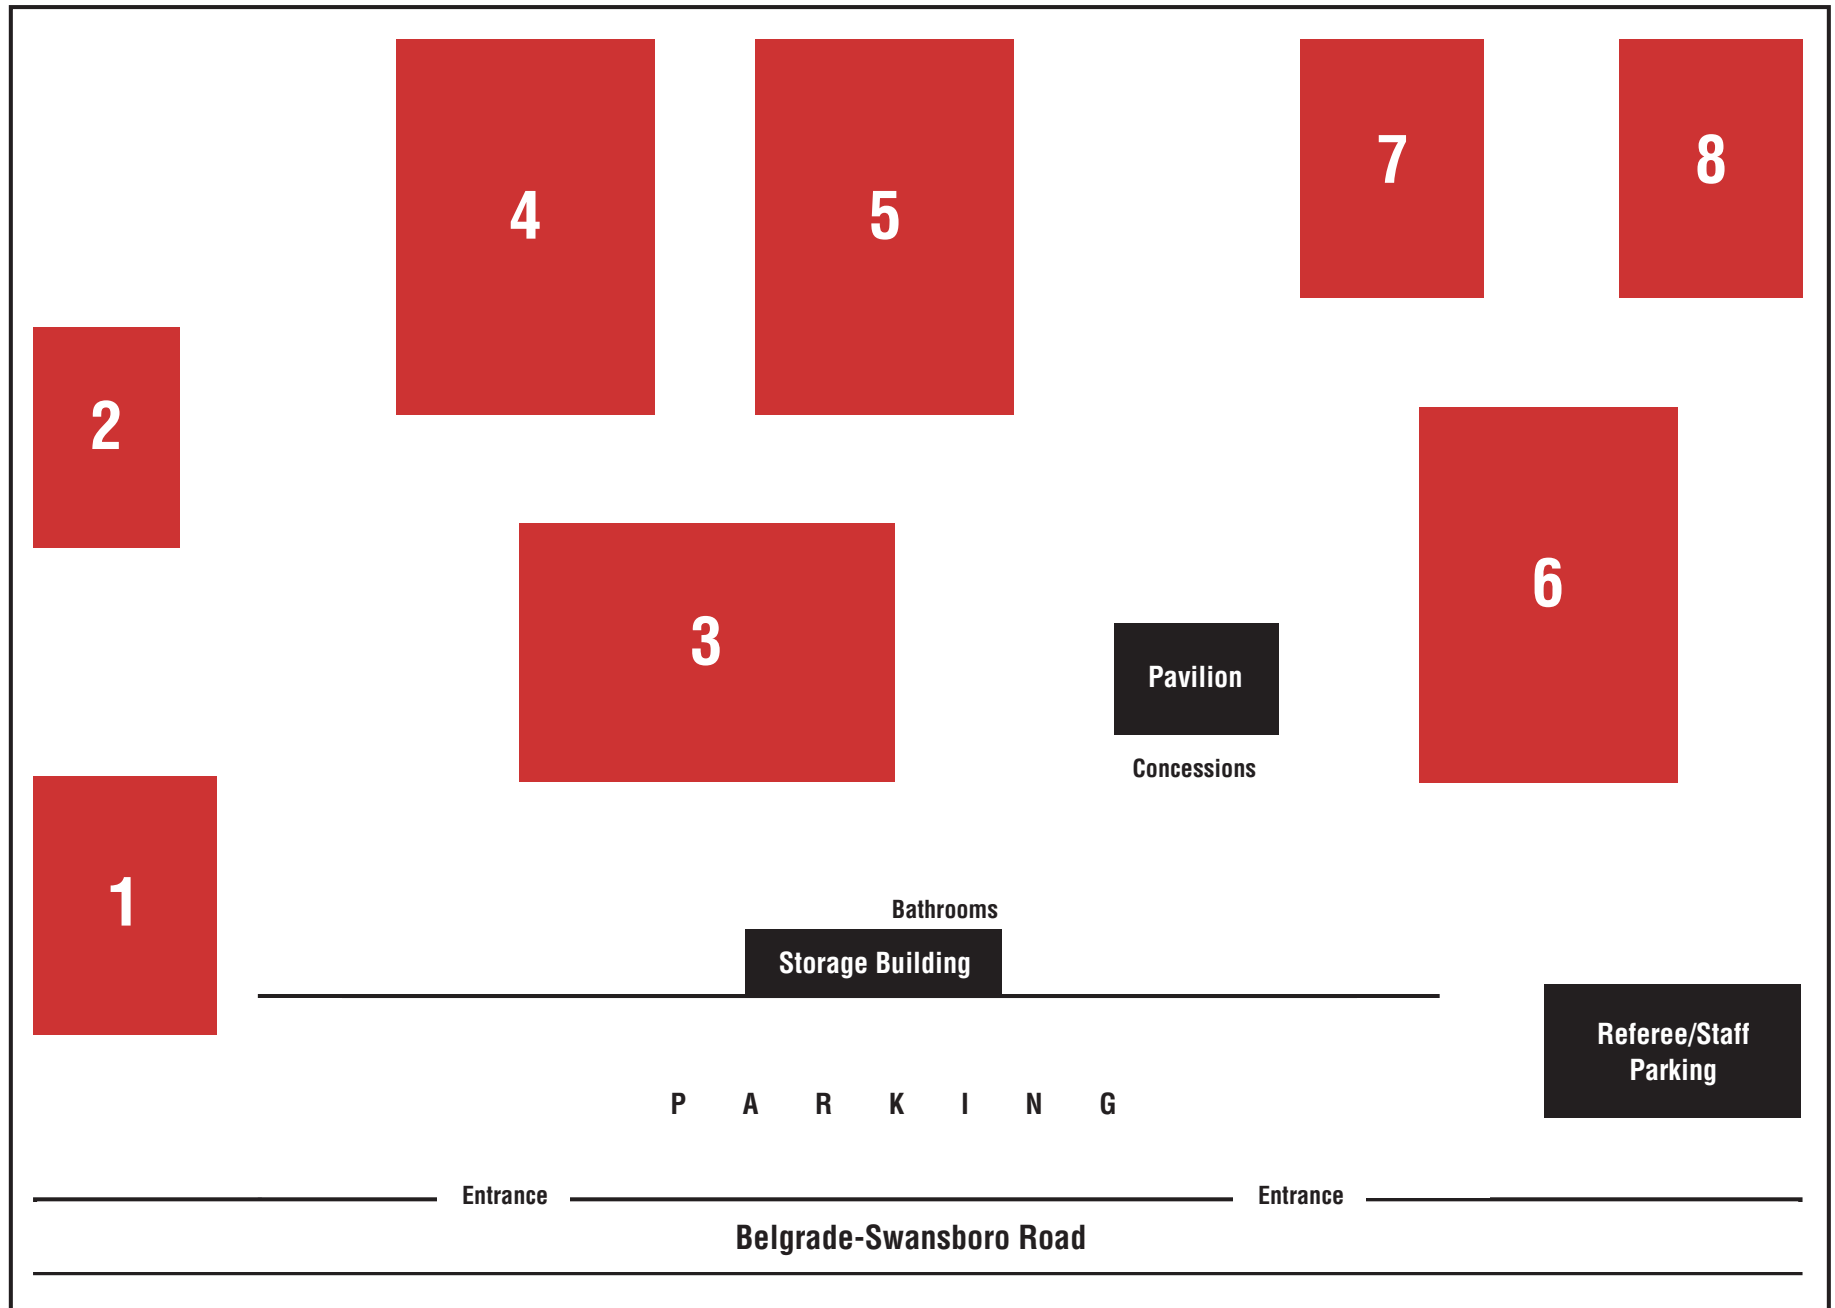 4
5
7
8
2
6
3
Pavilion
Concessions
1
Bathrooms
Storage Building
Referee/Staff
Parking
P A R K I N G
Entrance
Entrance
Belgrade-Swansboro Road